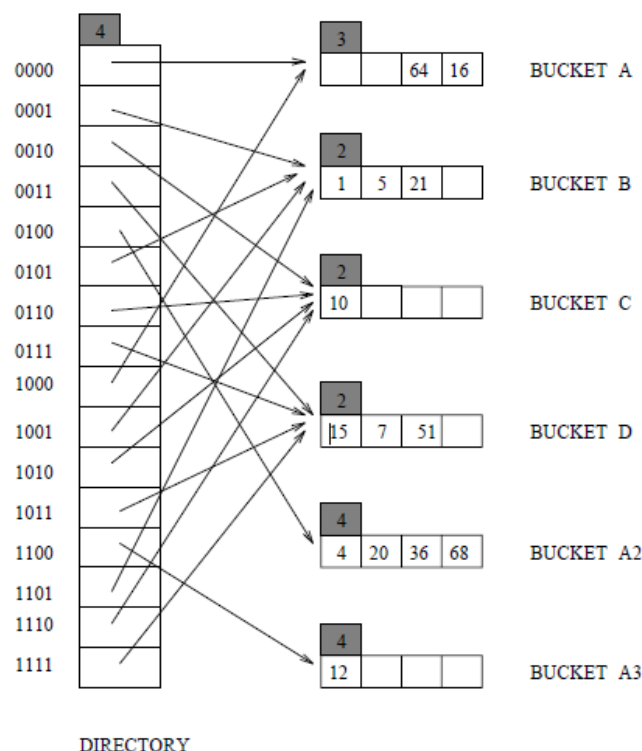 4
3
0000
64 16
BUCKET A
0001
0010
2
0011
1 5 21
BUCKET B
0100
0101
2
0110
10
BUCKET C
0111
1000
2
1001
15 7 51
BUCKET D
1010
1011
4
1100
4 20 36 68
BUCKET A2
1101
1110
4
1111
12
BUCKET A3
DIRECTORY